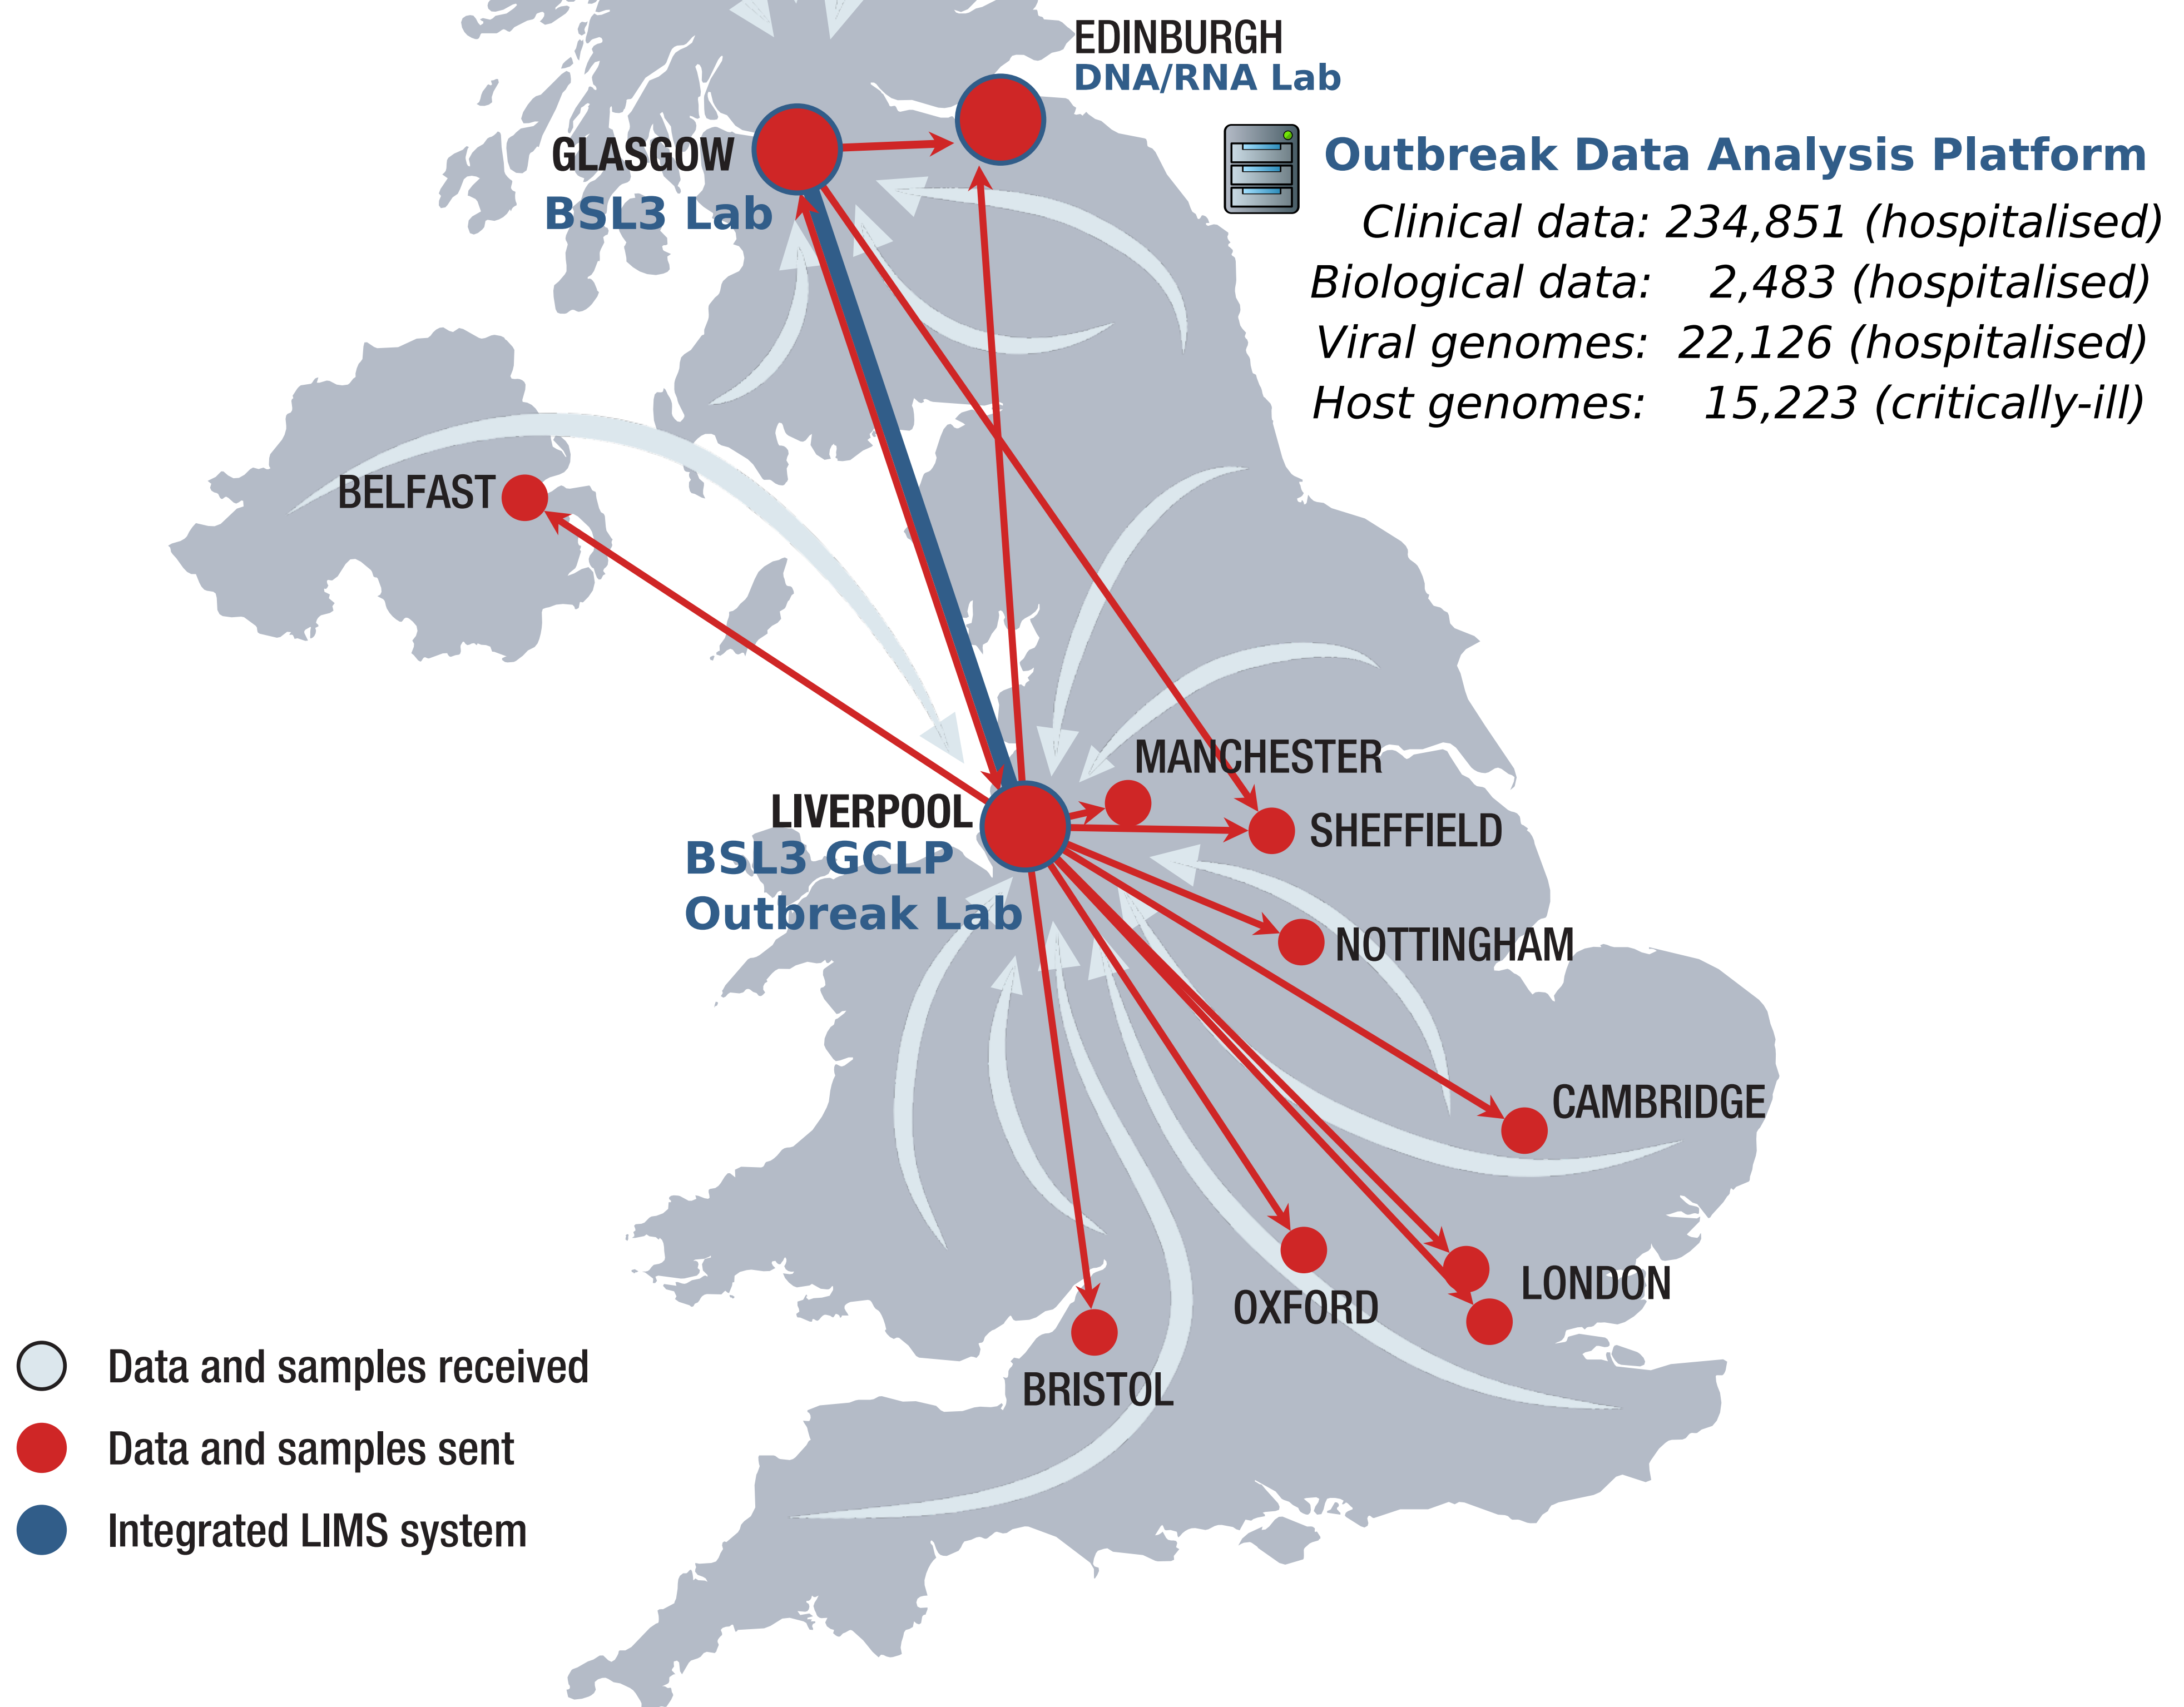 EDINBURGH
DNA/RNA Lab
GLASGOW
BSL3 Lab
Outbreak Data Analysis Platform
Clinical data: 234,851 (hospitalised)
Biological data: 2,483 (hospitalised)
Viral genomes: 22,126 (hospitalised)
Host genomes: 15,223 (critically-ill)
BELFAST
MANCHESTER
LIVERPOOL
BSL3 GCLP
Outbreak Lab
SHEFFIELD
NOTTINGHAM
CAMBRIDGE
LONDON
OXFORD
BRISTOL
Data and samples received
Data and samples sent
Integrated LIMS system